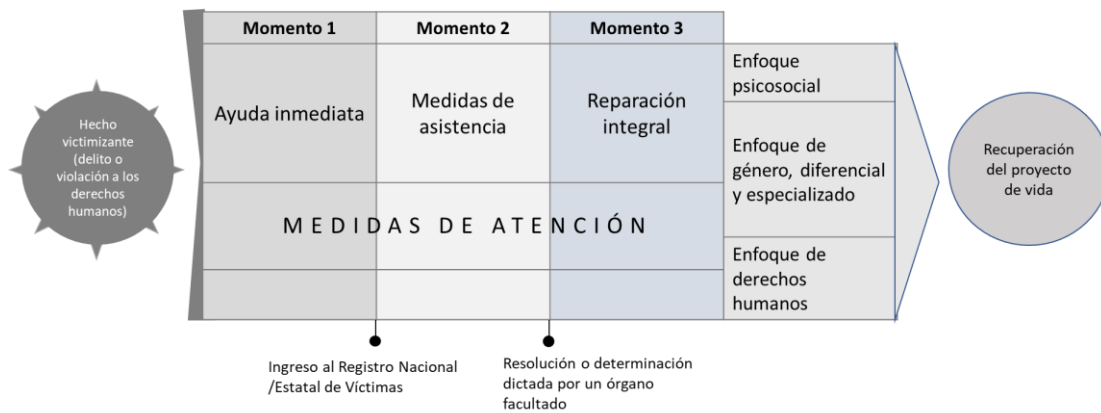 Momento 1
Momento 2
Momento 3
Hecho
victimizante
(delito o
violación a los
derechos
humanos)
Ayuda inmediata
Medidas de
asistencia
Reparación
integral
MEDIDAS DE ATENCIÓN
Enfoque
psicosocial
Enfoque de
género, diferencial
y especializado
Enfoque de
derechos
humanos
Recuperación
del proyecto
de vida
Ingreso al Registro Nacional
/Estatal de Víctimas
Resolución o determinación
dictada por un órgano
facultado